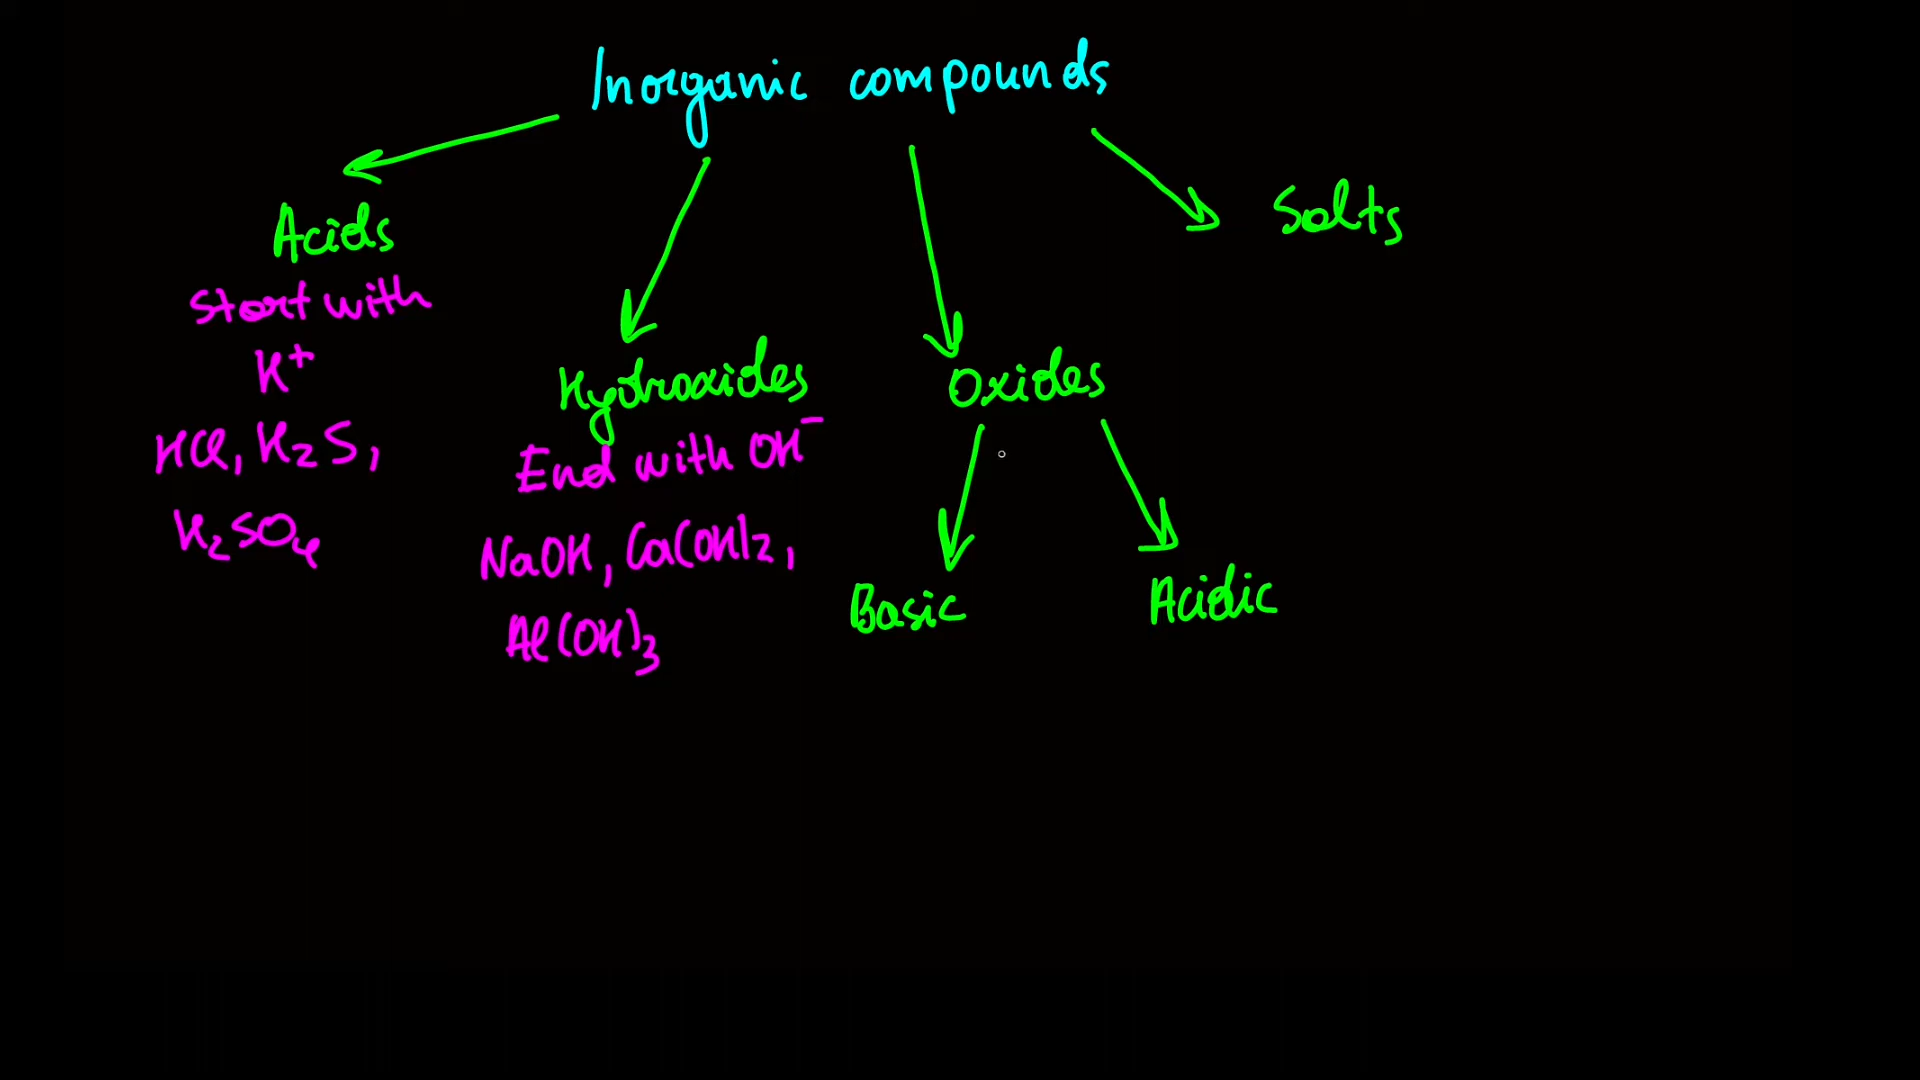 Inorganic compounds
Acids
start with
H⁺
HCl, H₂S,
H₂SO₄
Hydroxides
End with OH⁻
NaOH, Ca(OH)₂,
Al(OH)₃
Oxides
Basic
Acidic
Salts